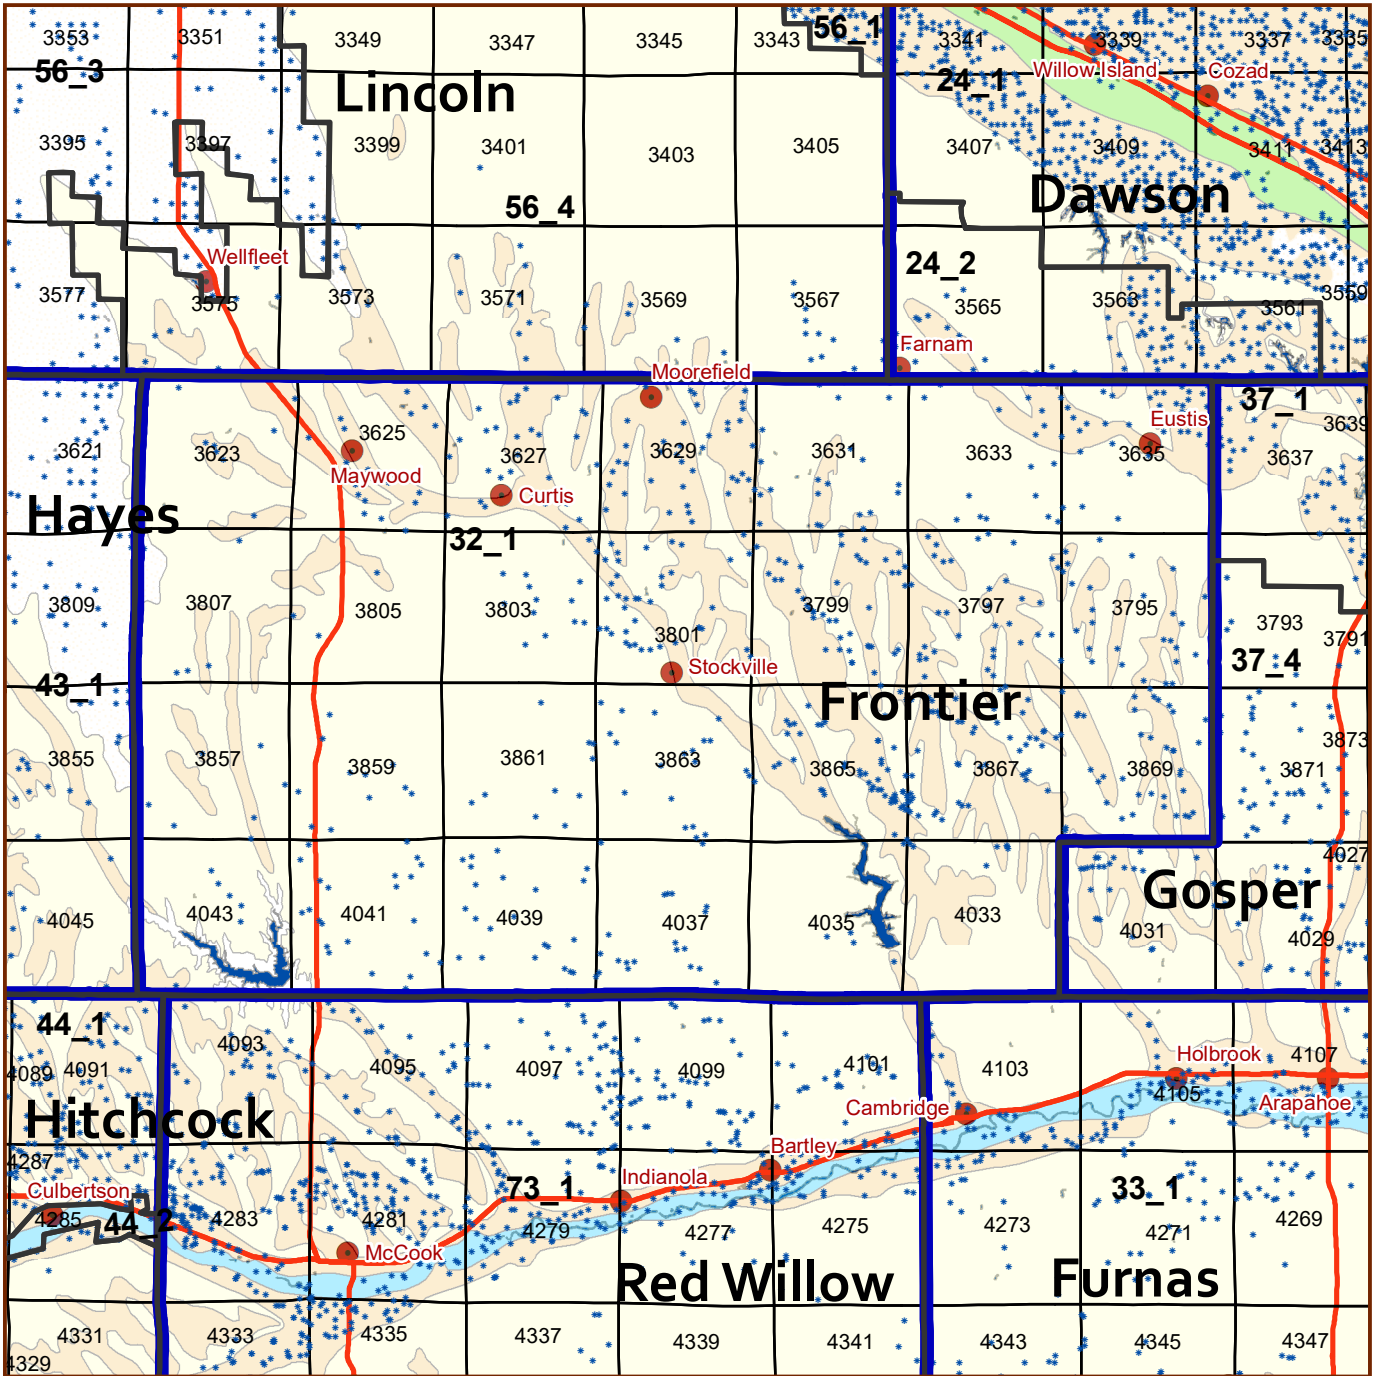 3353 3351 3349 3347 3345 3343 56_1 3341 3339 3337 3335
56_3 Lincoln 24_1 Willow Island Cozad
3395 3397 3399 3401 3403 3405 3407 3409 3411 3413
56_4 Dawson
Wellfleet 24_2
3577 3575 3573 3571 3569 3567 3565 3563 3561 3559
Farnam
Moorefield
37_1
Eustis
3621 3623 3625 3627 3629 3631 3633 3635 3637 3639
Maywood Curtis
Hayes 32_1
3809 3807 3805 3803 3801 3799 3797 3795 3793 3791
Stockville 37_4
43_1 Frontier
3855 3857 3859 3861 3863 3865 3867 3869 3871 3873
4027
Gosper
4045 4043 4041 4039 4037 4035 4033 4031 4029
44_1
4089 4091 4093 4095 4097 4099 4101 4103 4105 4107
Holbrook
Cambridge Arapahoe
Hitchcock
Bartley
4287
Culbertson 73_1 Indianola 33_1
4285 44_2 4283 4281 4279 4277 4275 4273 4271 4269
McCook
Red Willow Furnas
4331 4333 4335 4337 4339 4341 4343 4345 4347
4329